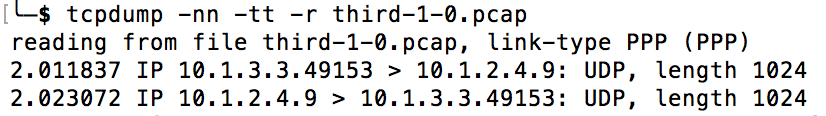 [╰─$ tcpdump -nn -tt -r third-1-0.pcap
reading from file third-1-0.pcap, link-type PPP (PPP)
2.011837 IP 10.1.3.3.49153 > 10.1.2.4.9: UDP, length 1024
2.023072 IP 10.1.2.4.9 > 10.1.3.3.49153: UDP, length 1024